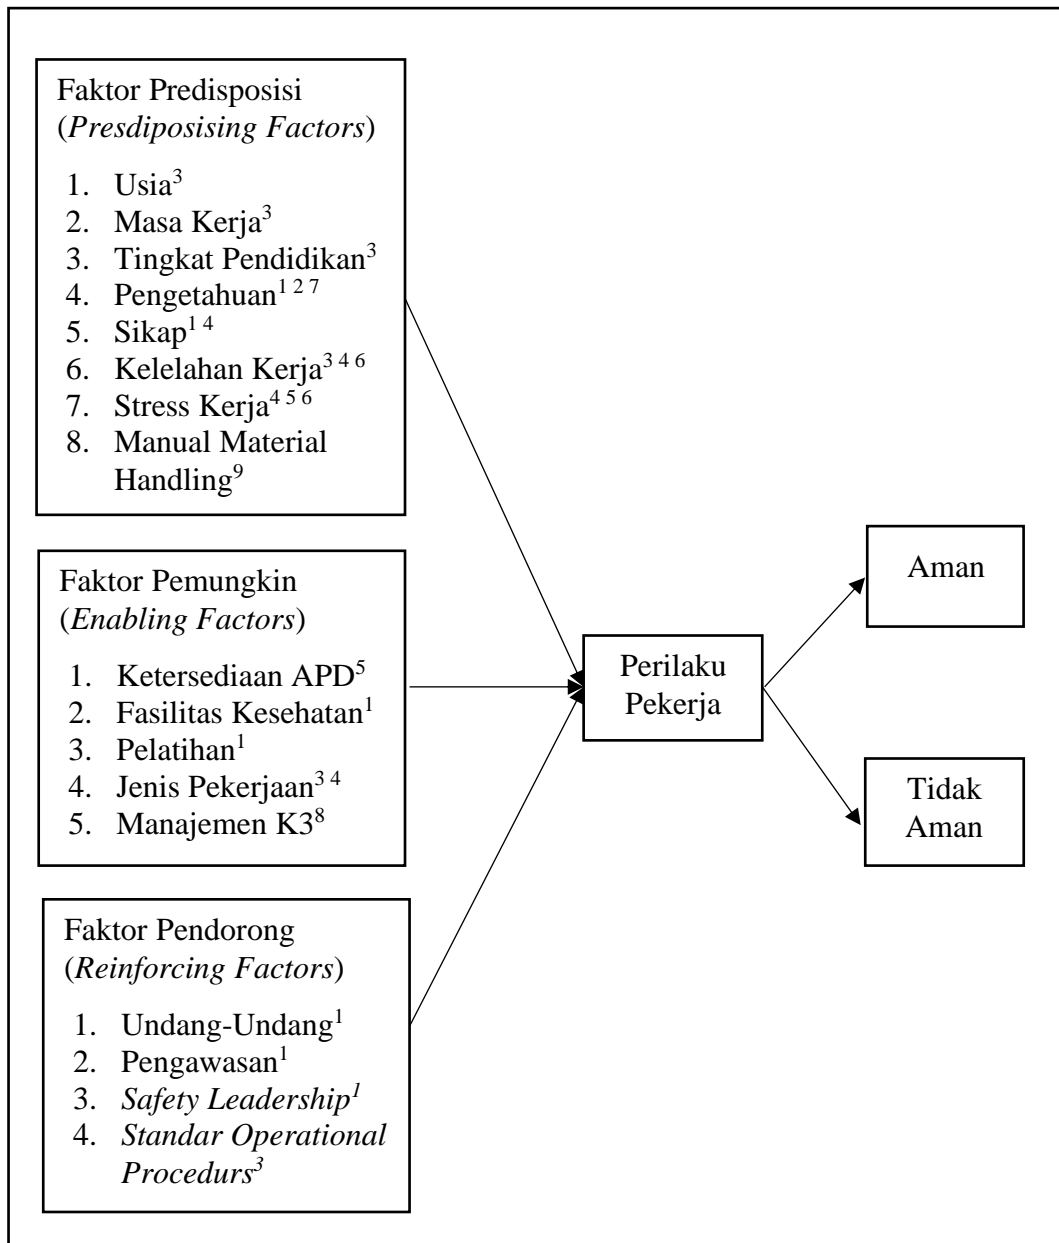 Faktor Predisposisi
(Presdiposising Factors)
1. Usia³
2. Masa Kerja³
3. Tingkat Pendidikan³
4. Pengetahuan¹ ² ⁷
5. Sikap¹ ⁴
6. Kelelahan Kerja³ ⁴ ⁶
7. Stress Kerja⁴ ⁵ ⁶
8. Manual Material
Handling⁹
Faktor Pemungkin
(Enabling Factors)
1. Ketersediaan APD⁵
2. Fasilitas Kesehatan¹
3. Pelatihan¹
4. Jenis Pekerjaan³ ⁴
5. Manajemen K3⁸
Faktor Pendorong
(Reinforcing Factors)
1. Undang-Undang¹
2. Pengawasan¹
3. Safety Leadership¹
4. Standar Operational
Procedurs³
Perilaku
Pekerja
Aman
Tidak
Aman